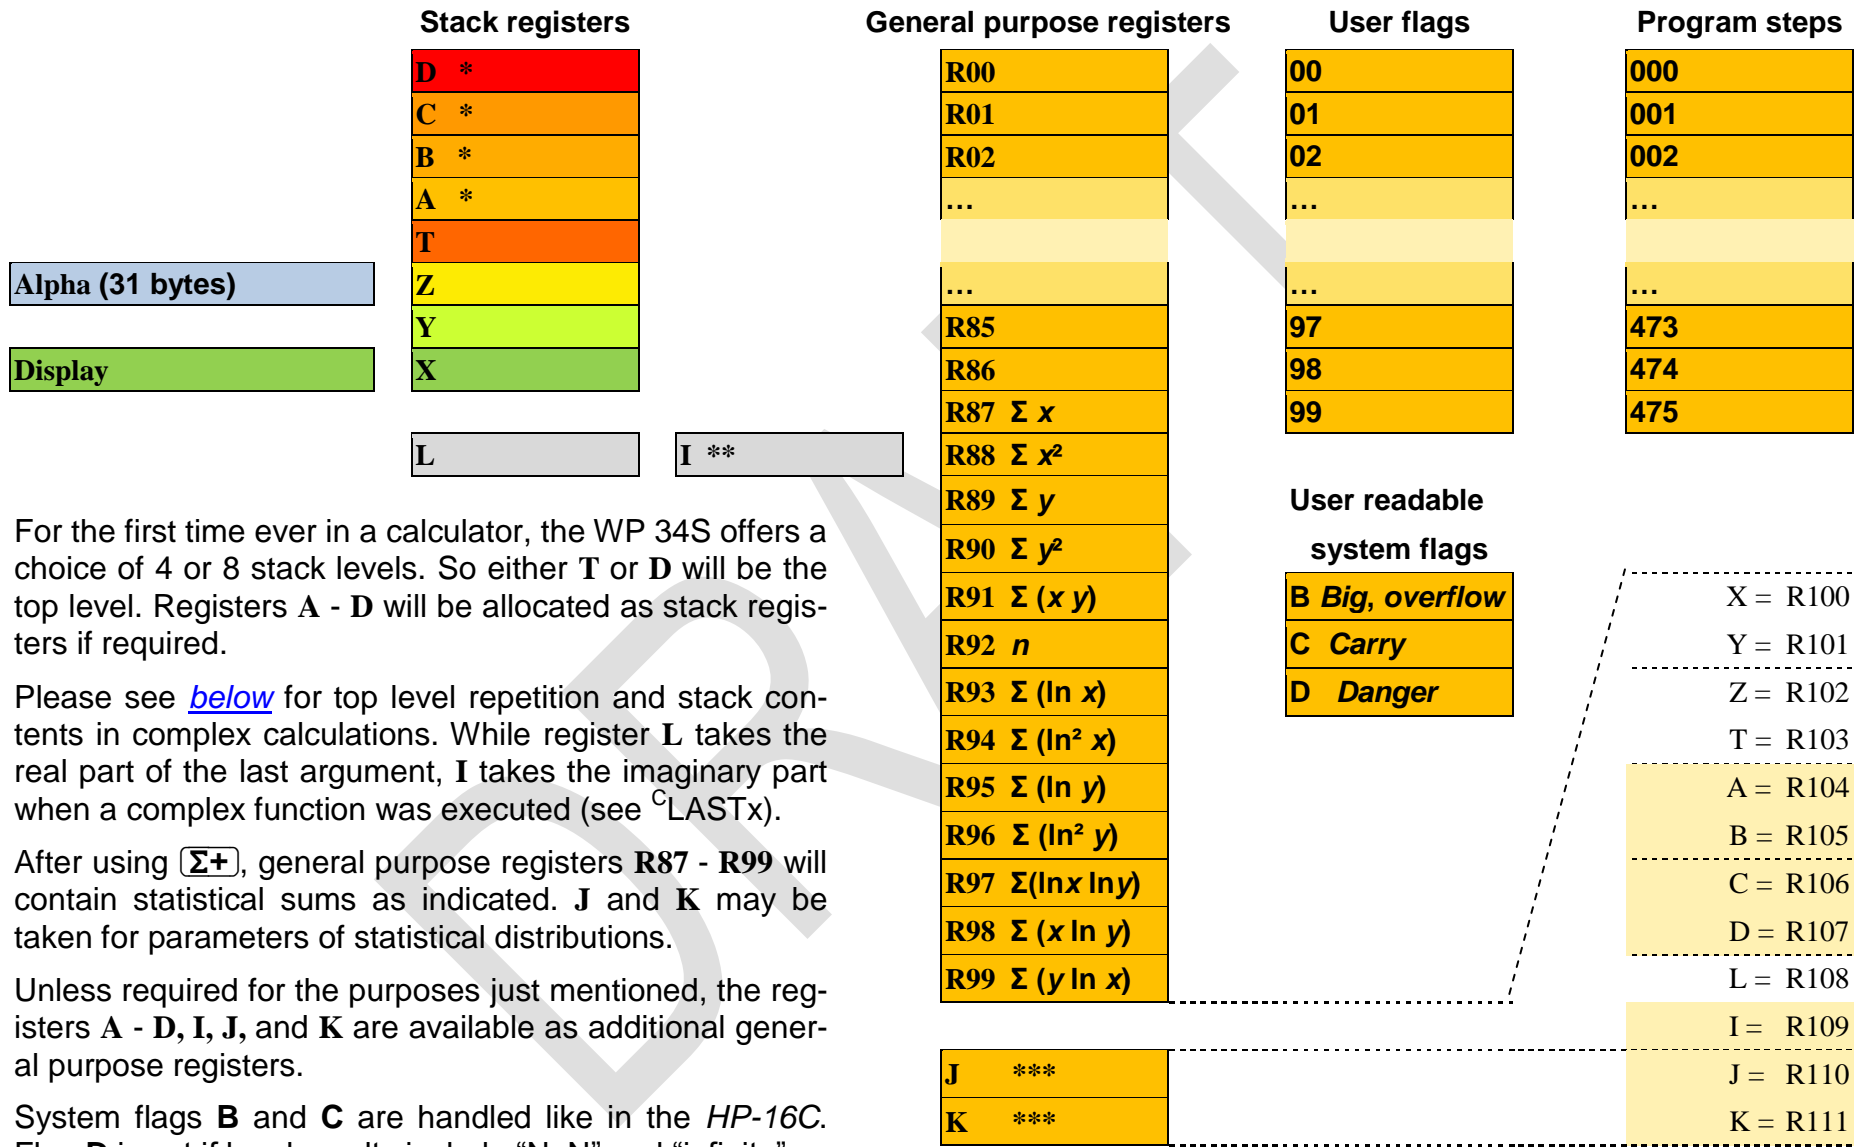 Stack registers
General purpose registers
User flags
Program steps
D *
C *
B *
A *
T
Z
Y
X
L
I **
Alpha (31 bytes)
Display
For the first time ever in a calculator, the WP 34S offers a
choice of 4 or 8 stack levels. So either T or D will be the
top level. Registers A - D will be allocated as stack regis-
ters if required.
Please see below for top level repetition and stack con-
tents in complex calculations. While register L takes the
real part of the last argument, I takes the imaginary part
when a complex function was executed (see ᶜLASTx).
After using Σ+, general purpose registers R87 - R99 will
contain statistical sums as indicated. J and K may be
taken for parameters of statistical distributions.
Unless required for the purposes just mentioned, the reg-
isters A - D, I, J, and K are available as additional gener-
al purpose registers.
System flags B and C are handled like in the HP-16C.
R00
R01
R02
…
…
R85
R86
R87 Σ x
R88 Σ x²
R89 Σ y
R90 Σ y²
R91 Σ (x y)
R92 n
R93 Σ (ln x)
R94 Σ (ln² x)
R95 Σ (ln y)
R96 Σ (ln² y)
R97 Σ(lnx lny)
R98 Σ (x ln y)
R99 Σ (y ln x)
J ***
K ***
00
01
02
…
…
97
98
99
User readable
system flags
B Big, overflow
C Carry
D Danger
000
001
002
…
…
473
474
475
X = R100
Y = R101
Z = R102
T = R103
A = R104
B = R105
C = R106
D = R107
L = R108
I = R109
J = R110
K = R111
DRAFT